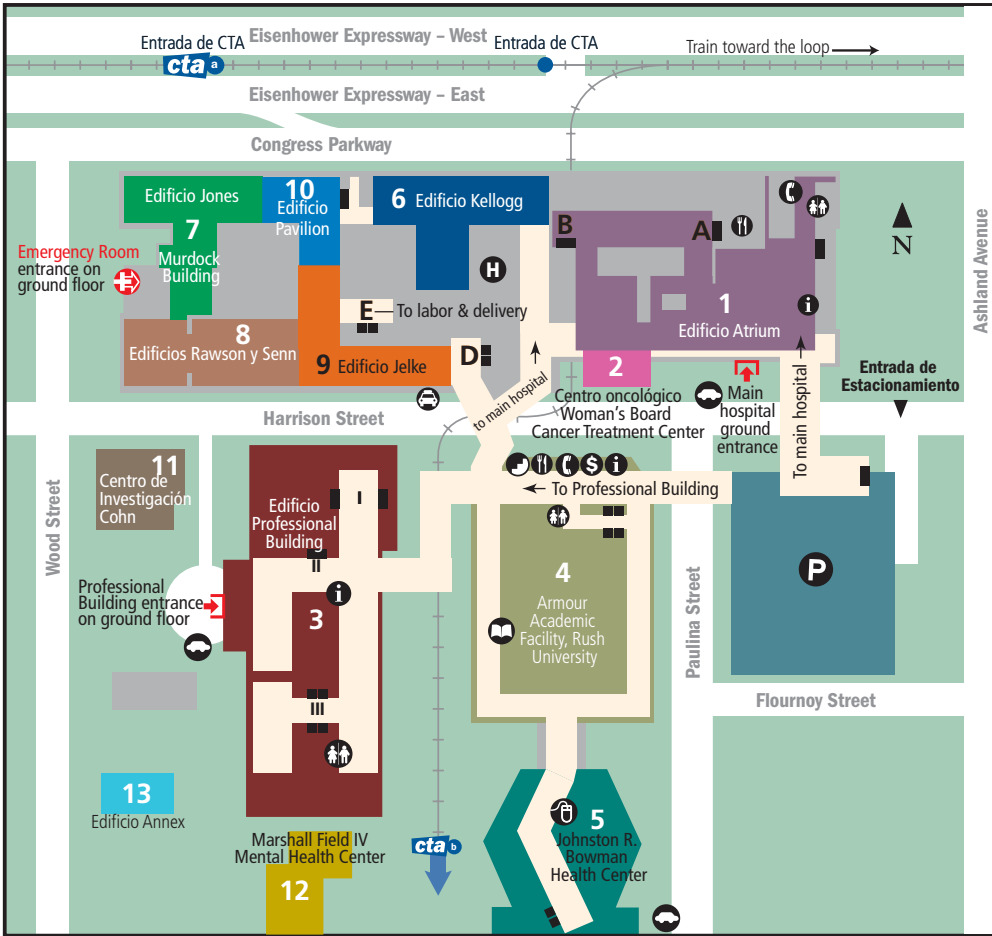 Eisenhower Expressway – West
Entrada de CTA
cta a
Entrada de CTA
Train toward the loop
Eisenhower Expressway – East
Congress Parkway
Edificio Jones
10
Edificio
Pavilion
6 Edificio Kellogg
B
A
N
7
Murdock
Building
Emergency Room
entrance on
ground floor
H
E
To labor & delivery
i
1
Edificio Atrium
8
Edificios Rawson y Senn
9 Edificio Jelke
D
2
Centro oncológico
Woman's Board
Cancer Treatment Center
Main
hospital
ground
entrance
to main hospital
To main hospital
Entrada de
Estacionamiento
Ashland Avenue
Harrison Street
11
Centro de
Investigación
Cohn
Wood Street
Edificio
Professional
Building
I
II
i
3
III
Professional
Building entrance
on ground floor
$
i
To Professional Building
4
Armour
Academic
Facility, Rush
University
Paulina Street
P
Flournoy Street
13
Edificio Annex
Marshall Field IV
Mental Health Center
12
cta b
5
Johnston R.
Bowman
Health Center